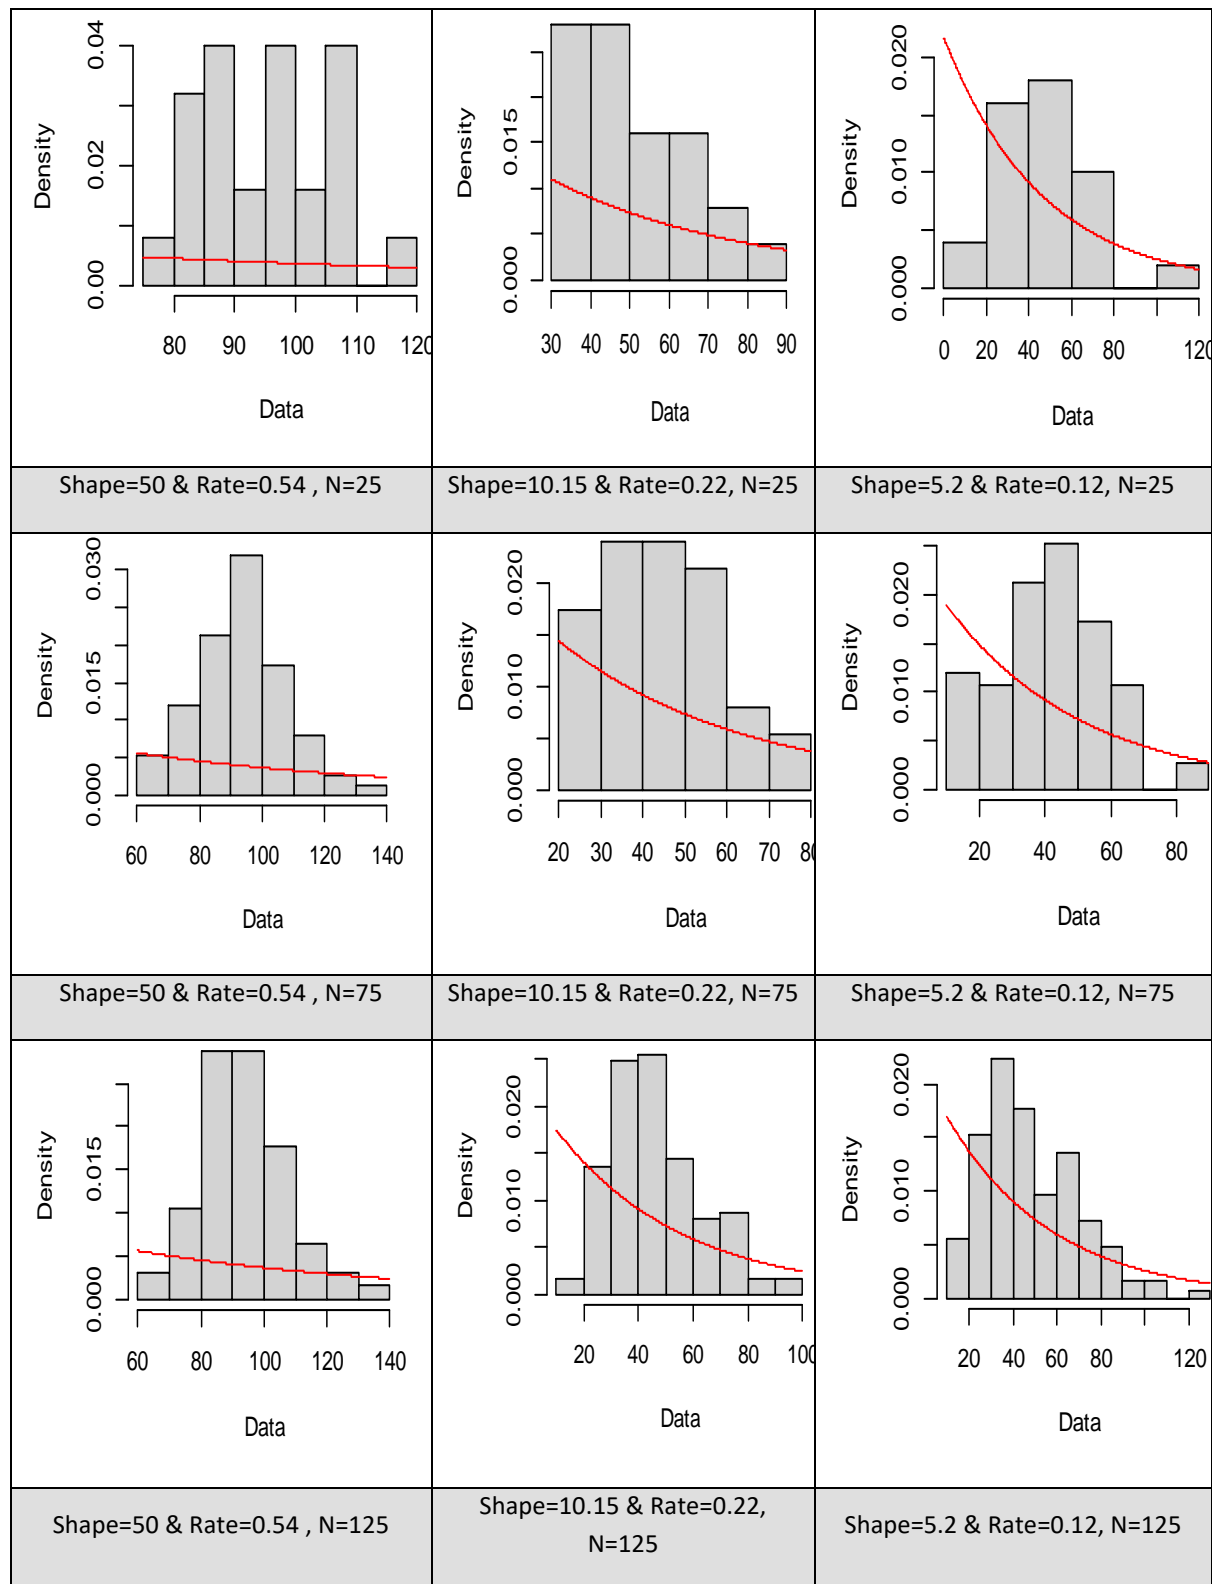 0.04
0.02
0.00
Density
80 90 100 110 120
Data
0.015
0.000
Density
30 40 50 60 70 80 90
Data
0.020
0.010
0.000
Density
0 20 40 60 120
Data
Shape=50 & Rate=0.54 , N=25
Shape=10.15 & Rate=0.22, N=25
Shape=5.2 & Rate=0.12, N=25
0.030
0.015
0.000
Density
60 80 100 120 140
Data
0.020
0.010
0.000
Density
20 30 40 50 60 70 80
Data
0.020
0.010
0.000
Density
20 40 60 80
Data
Shape=50 & Rate=0.54 , N=75
Shape=10.15 & Rate=0.22, N=75
Shape=5.2 & Rate=0.12, N=75
0.015
0.000
Density
60 80 100 120 140
Data
0.020
0.010
0.000
Density
20 40 60 80 100
Data
0.020
0.010
0.000
Density
20 40 60 80 120
Data
Shape=50 & Rate=0.54 , N=125
Shape=10.15 & Rate=0.22,
N=125
Shape=5.2 & Rate=0.12, N=125